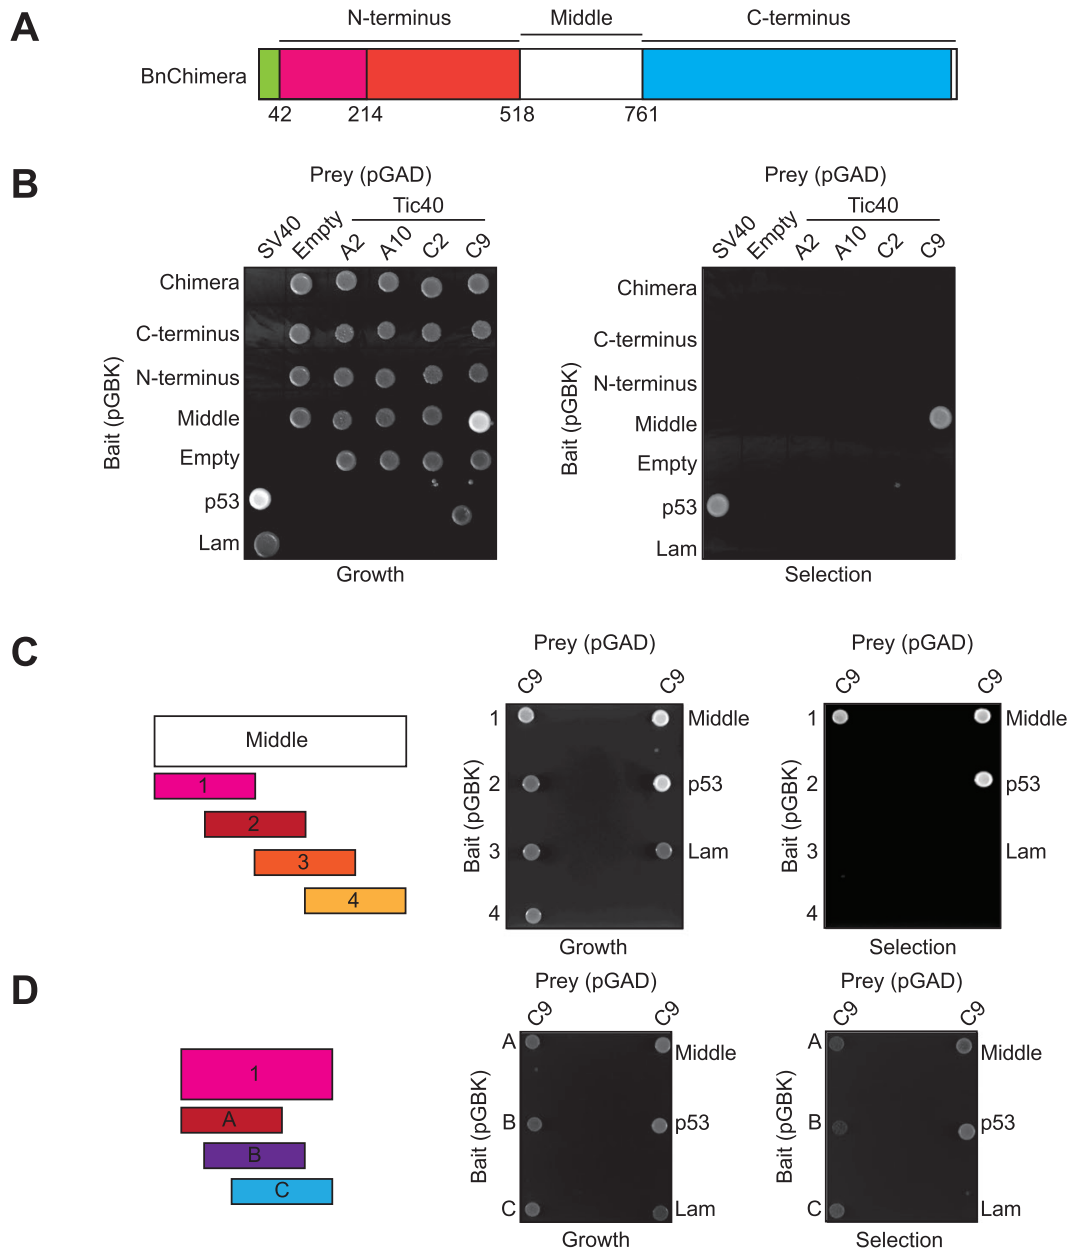 A
N-terminus Middle C-terminus
BnChimera
42 214 518 761
B
Prey (pGAD)
Tic40
SV40 Empty A2 A10 C2 C9
Bait (pGBK)
Chimera
C-terminus
N-terminus
Middle
Empty
p53
Lam
Growth
Prey (pGAD)
Tic40
SV40 Empty A2 A10 C2 C9
Bait (pGBK)
Chimera
C-terminus
N-terminus
Middle
Empty
p53
Lam
Selection
C
Middle
1
2
3
4
Prey (pGAD)
C9 C9
Bait (pGBK)
1 Middle
2 p53
3 Lam
4
Growth
Prey (pGAD)
C9 C9
Bait (pGBK)
1 Middle
2 p53
3 Lam
4
Selection
D
1
A
B
C
Prey (pGAD)
C9 C9
Bait (pGBK)
A Middle
B p53
C Lam
Growth
Prey (pGAD)
C9 C9
Bait (pGBK)
A Middle
B p53
C Lam
Selection